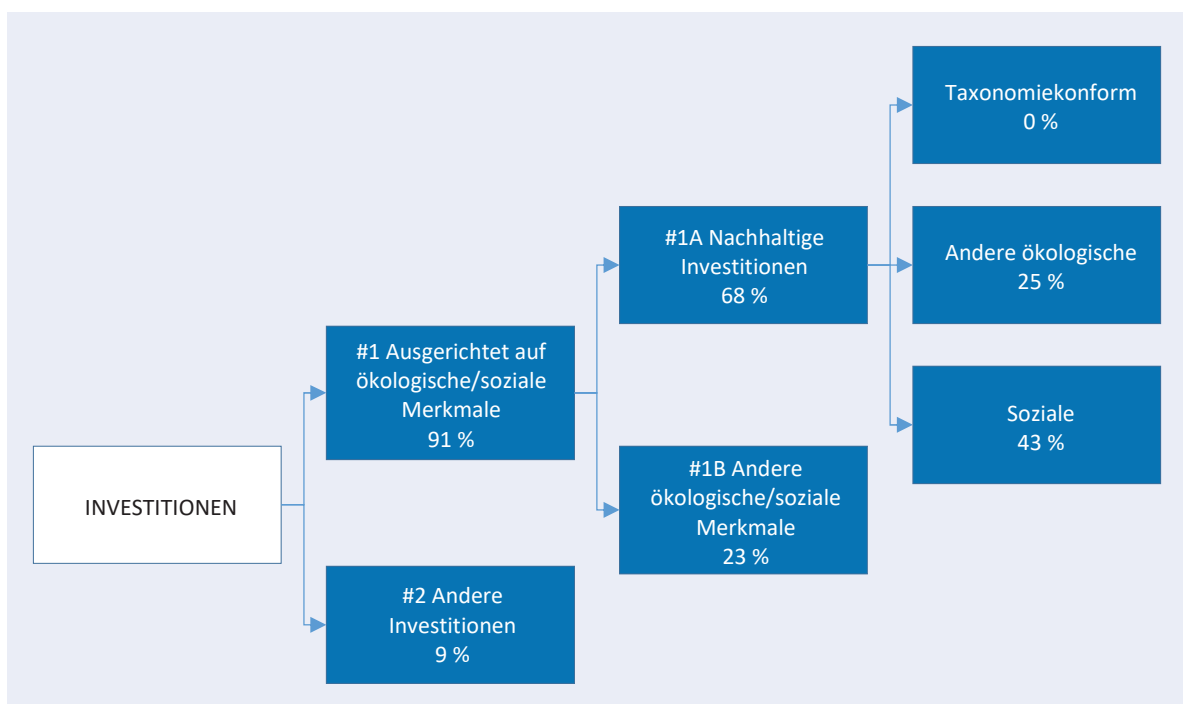 INVESTITIONEN
#1 Ausgerichtet auf
ökologische/soziale
Merkmale
91 %
#2 Andere
Investitionen
9 %
#1A Nachhaltige
Investitionen
68 %
#1B Andere
ökologische/soziale
Merkmale
23 %
Taxonomiekonform
0 %
Andere ökologische
25 %
Soziale
43 %